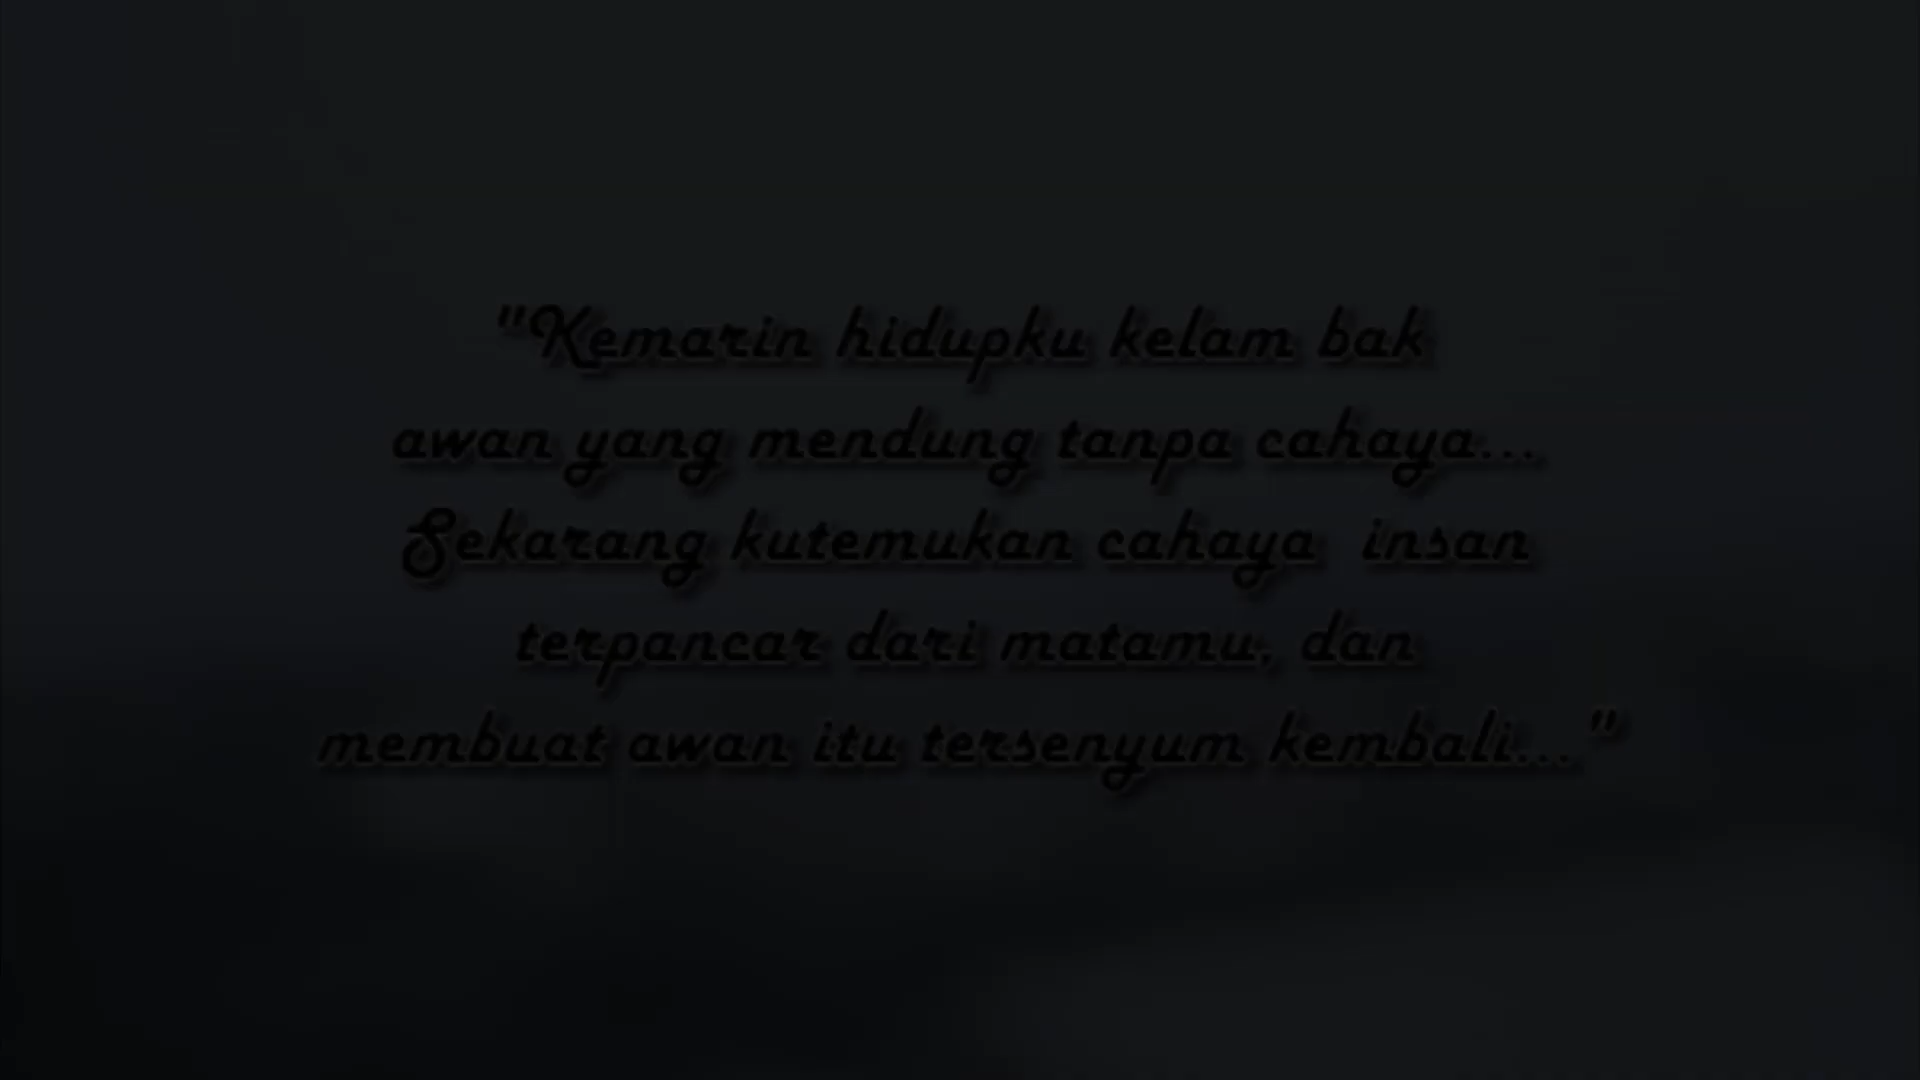 "Kemarin hidupku kelam bak
awan yang mendung tanpa cahaya...
Sekarang kutemukan cahaya  insan
terpancar dari matamu, dan
membuat awan itu tersenyum kembali..."